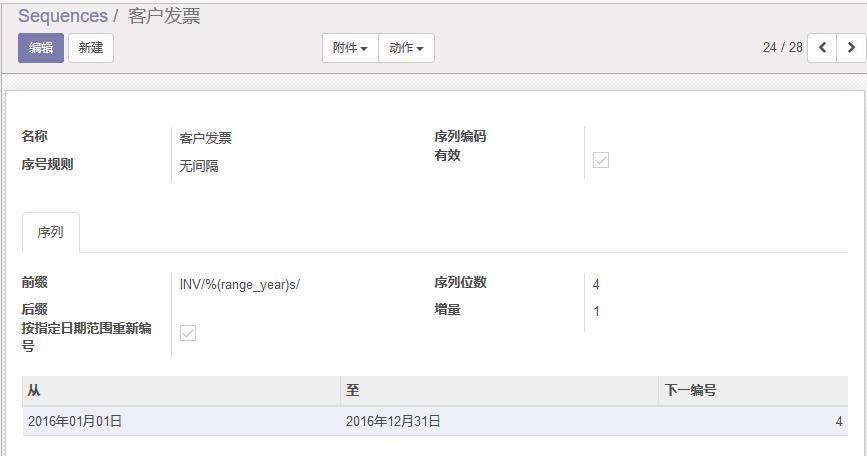 Sequences / 客户发票
编辑 新建 附件 动作 24 / 28
名称 客户发票 序列编码
序号规则 无间隔 有效
序列
前缀 INV/%(range_year)s/ 序列位数 4
后缀 增量 1
按指定日期范围重新编
号
从 至 下一编号
2016年01月01日 2016年12月31日 4